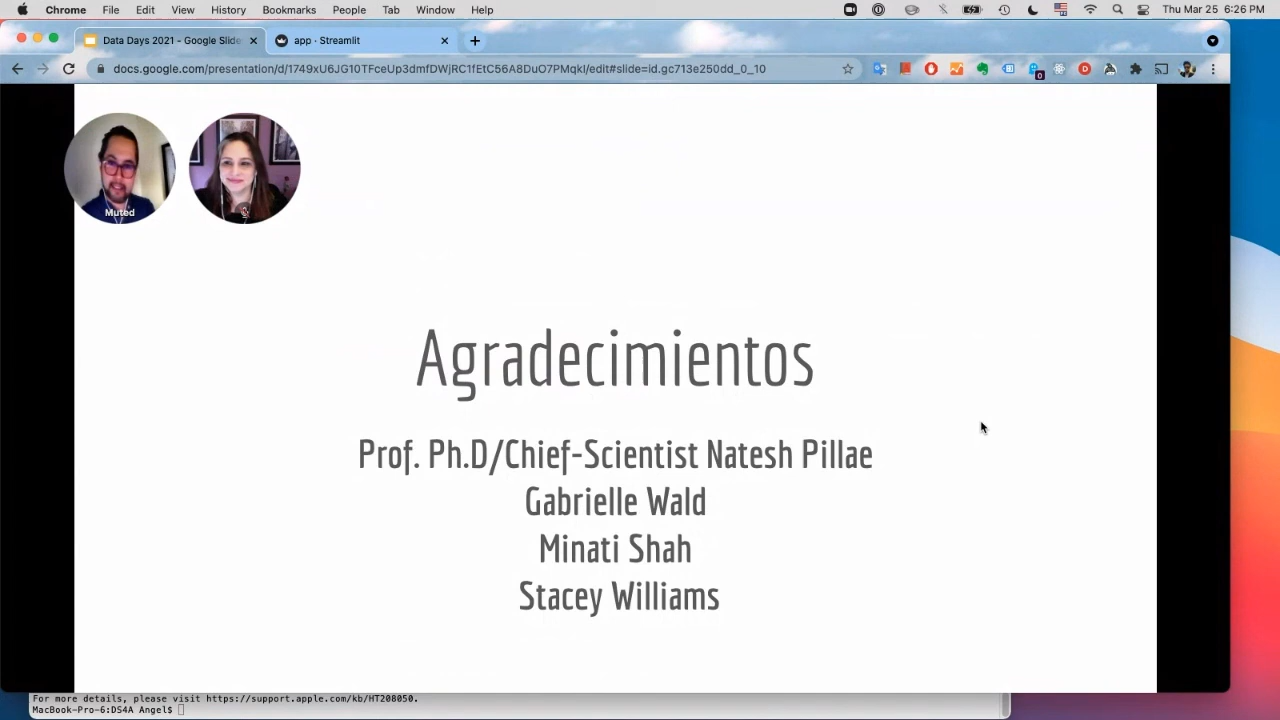 Chrome File Edit View History Bookmarks People Tab Window Help Thu Mar 25 6:26 PM
Data Days 2021 - Google Slide app · Streamlit
docs.google.com/presentation/d/1749xU6JG10TFceUp3dmfDWjRC1fEtC56A8DuO7PMqkI/edit#slide=id.gc713e250dd_0_10
Muted
Agradecimientos
Prof. Ph.D/Chief-Scientist Natesh Pillae
Gabrielle Wald
Minati Shah
Stacey Williams
For more details, please visit https://support.apple.com/kb/HT208050.
MacBook-Pro-6:DS4A Angel$